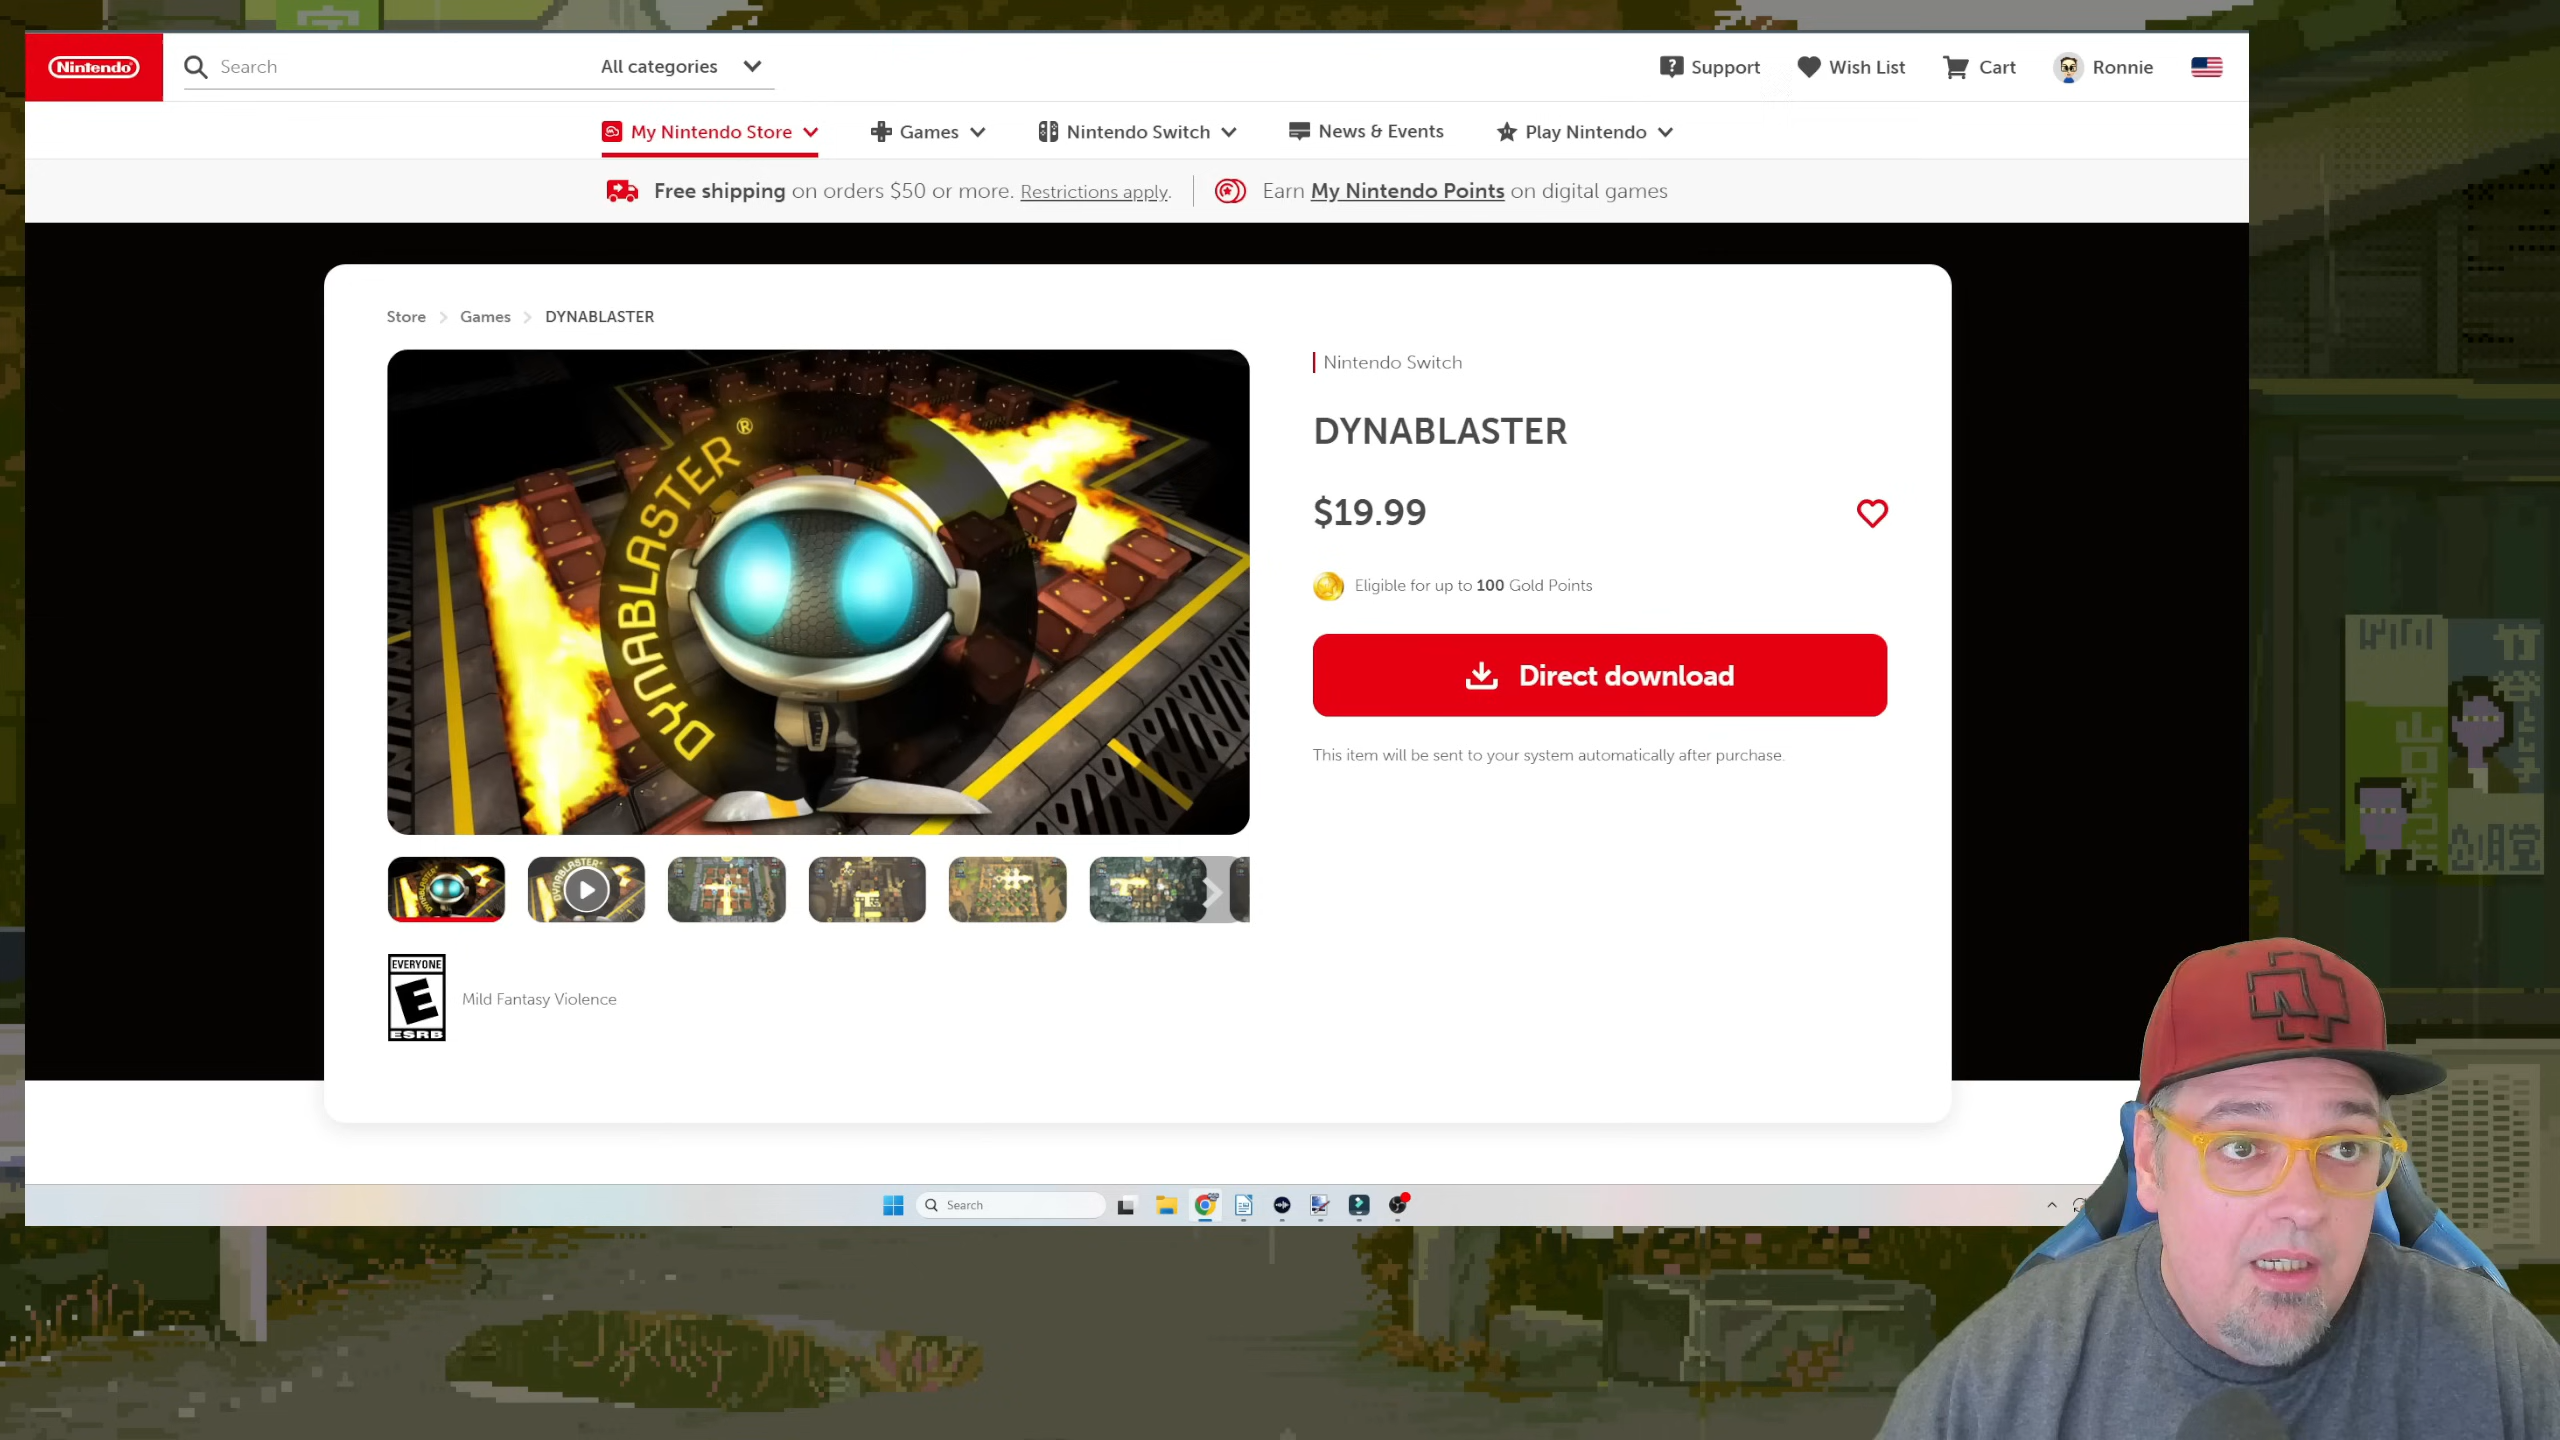 Nintendo
Search
All categories
Support
Wish List
Cart
Ronnie
My Nintendo Store
Games
Nintendo Switch
News & Events
Play Nintendo
Free shipping on orders $50 or more. Restrictions apply.
Earn My Nintendo Points on digital games
Store
Games
DYNABLASTER
DYNABLASTER®
Nintendo Switch
DYNABLASTER
$19.99
Eligible for up to 100 Gold Points
Direct download
This item will be sent to your system automatically after purchase.
EVERYONE
E
ESRB
Mild Fantasy Violence
Search